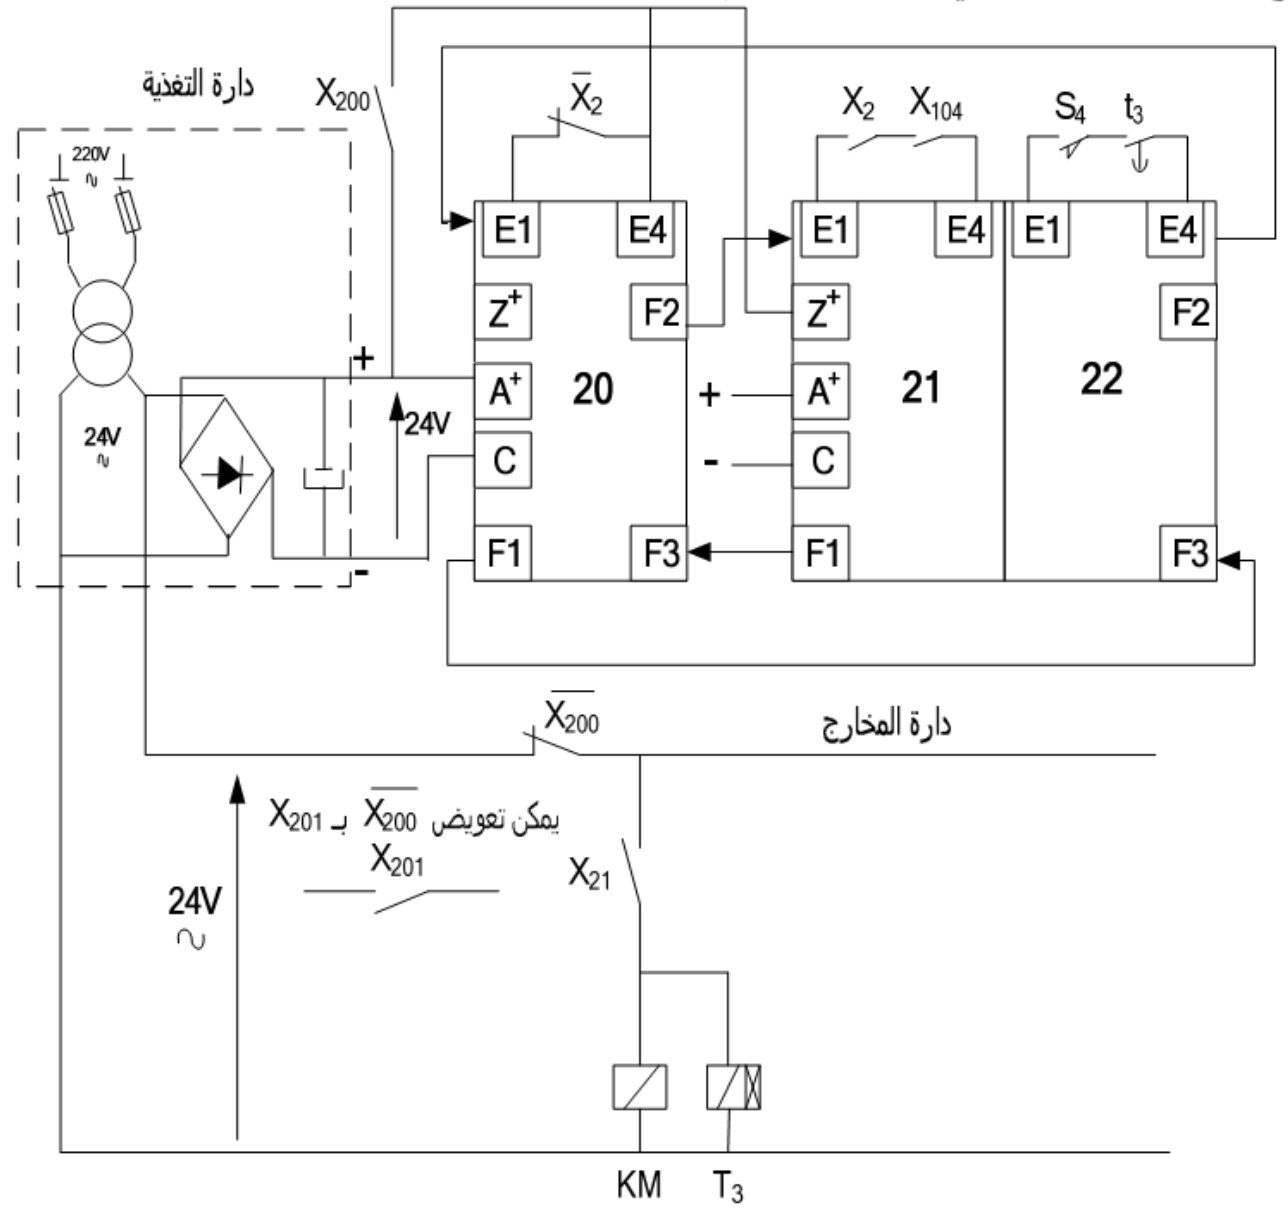 دارة التغذية
X200
X̅2
X2 X104
S4 t3
220V
∿
E1 E4
E1 E4
E1 E4
Z+ F2
Z+
F2
+
A+ 20
24V
+ A+ 21
22
24V
∿
C
- C
F1 F3
F1
F3
-
X̅200
دارة المخارج
يمكن تعويض X̅200 بـ X201
X201
X21
24V
∿
KM T3